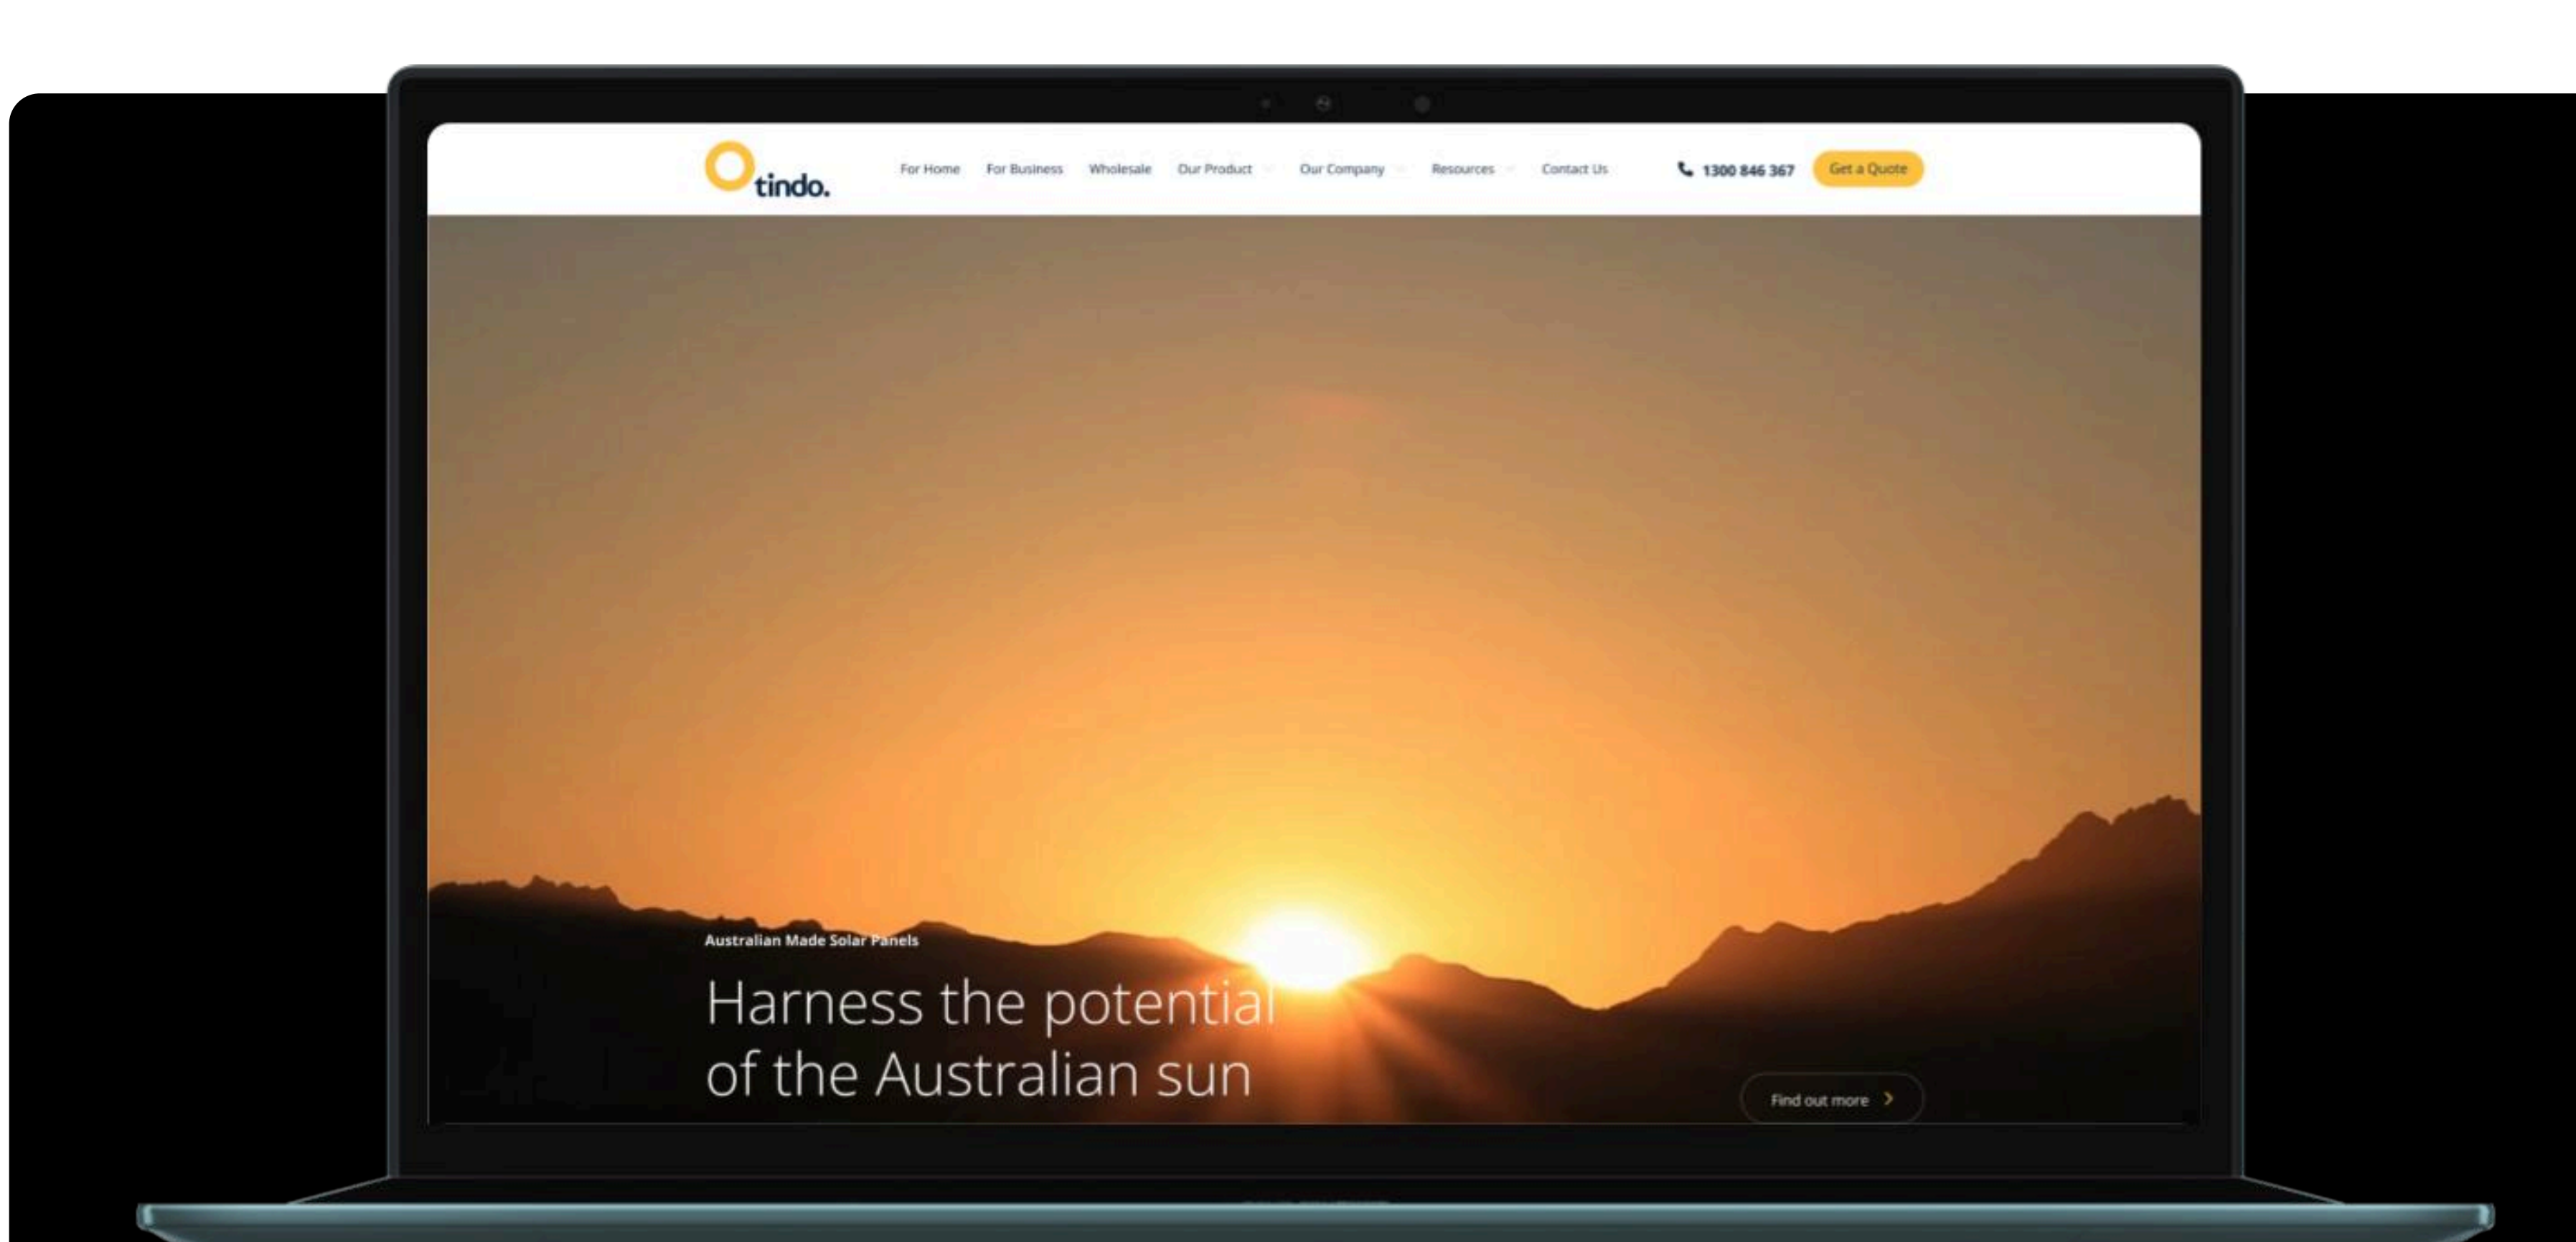 tindo.
For Home For Business Wholesale Our Product Our Company Resources Contact Us 1300 846 367 Get a Quote
Australian Made Solar Panels
Harness the potential
of the Australian sun
Find out more